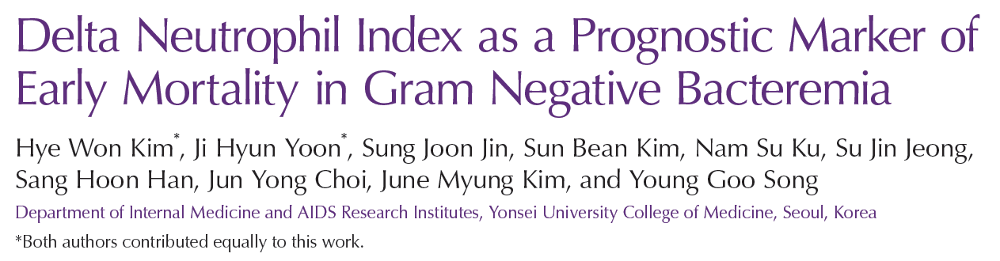 Delta Neutrophil Index as a Prognostic Marker of
Early Mortality in Gram Negative Bacteremia
Hye Won Kim*, Ji Hyun Yoon*, Sung Joon Jin, Sun Bean Kim, Nam Su Ku, Su Jin Jeong,
Sang Hoon Han, Jun Yong Choi, June Myung Kim, and Young Goo Song
Department of Internal Medicine and AIDS Research Institutes, Yonsei University College of Medicine, Seoul, Korea
*Both authors contributed equally to this work.